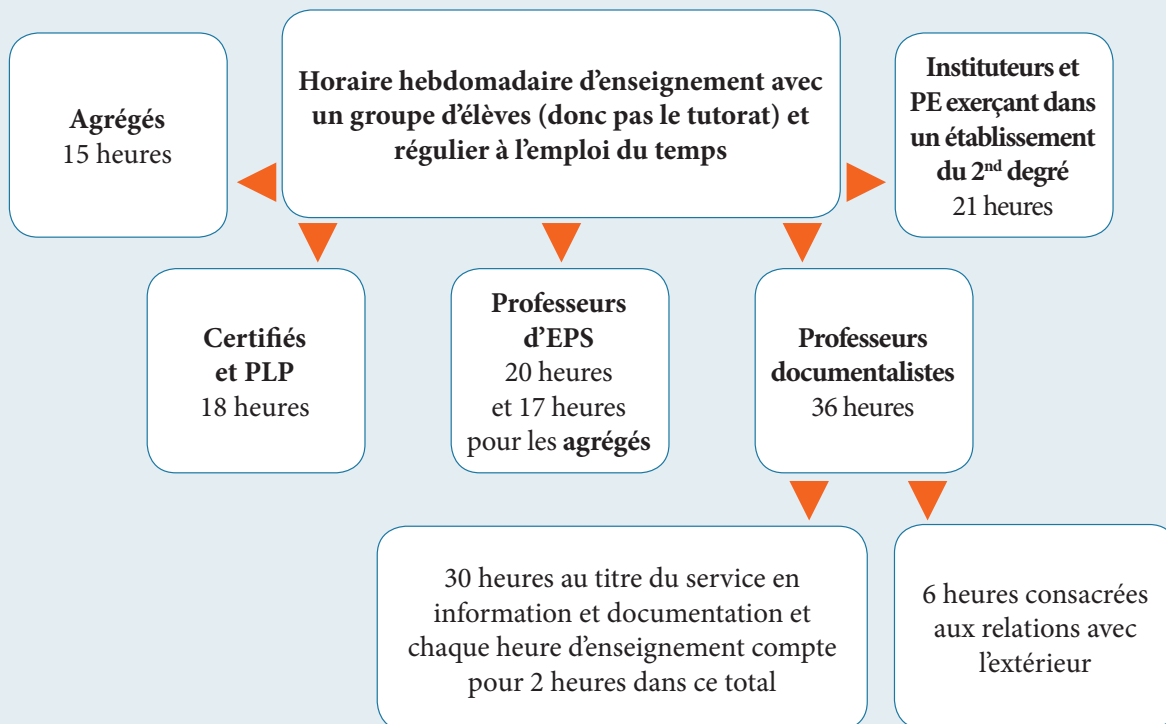 Horaire hebdomadaire d’enseignement avec
un groupe d’élèves (donc pas le tutorat) et
régulier à l’emploi du temps
Agrégés
15 heures
Instituteurs et
PE exerçant dans
un établissement
du 2nd degré
21 heures
Certifiés
et PLP
18 heures
Professeurs
d’EPS
20 heures
et 17 heures
pour les agrégés
Professeurs
documentalistes
36 heures
30 heures au titre du service en
information et documentation et
chaque heure d’enseignement compte
pour 2 heures dans ce total
6 heures consacrées
aux relations avec
l’extérieur